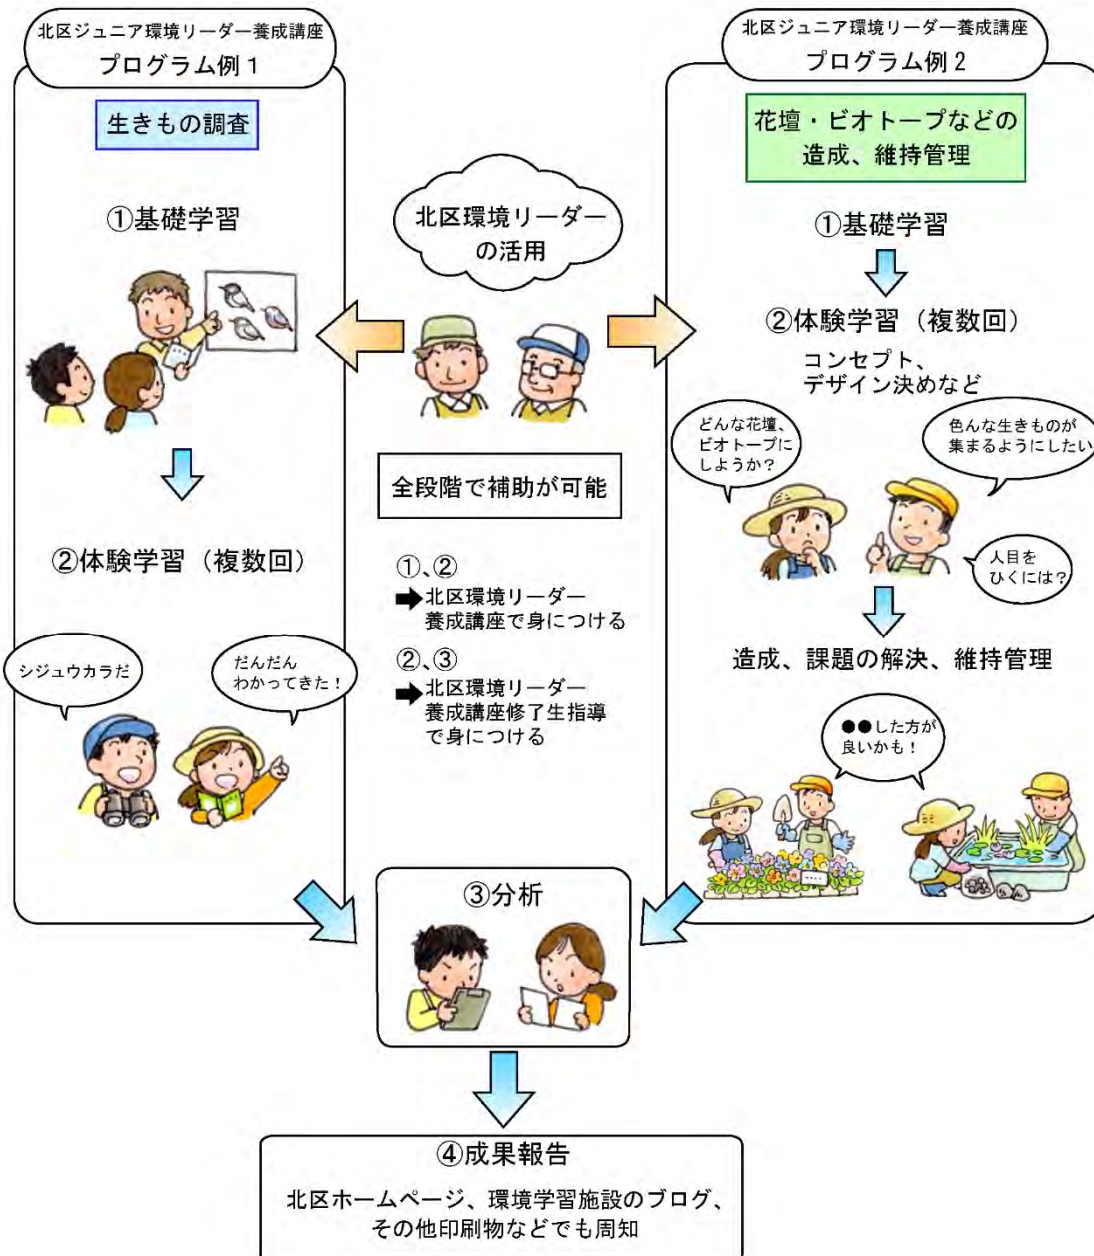 北区ジュニア環境リーダー養成講座
プログラム例1
生きもの調査
①基礎学習
②体験学習（複数回）
シジュウカラだ
だんだん
わかってきた！
北区環境リーダー
の活用
全段階で補助が可能
①、②
➡北区環境リーダー
養成講座で身につける
②、③
➡北区環境リーダー
養成講座修了生指導
で身につける
北区ジュニア環境リーダー養成講座
プログラム例2
花壇・ビオトープなどの
造成、維持管理
①基礎学習
②体験学習（複数回）
コンセプト、
デザイン決めなど
どんな花壇、
ビオトープに
しようか？
色んな生きものが
集まるようにしたい
人目を
ひくには？
造成、課題の解決、維持管理
●●した方が
良いかも！
③分析
④成果報告
北区ホームページ、環境学習施設のブログ、
その他印刷物などでも周知